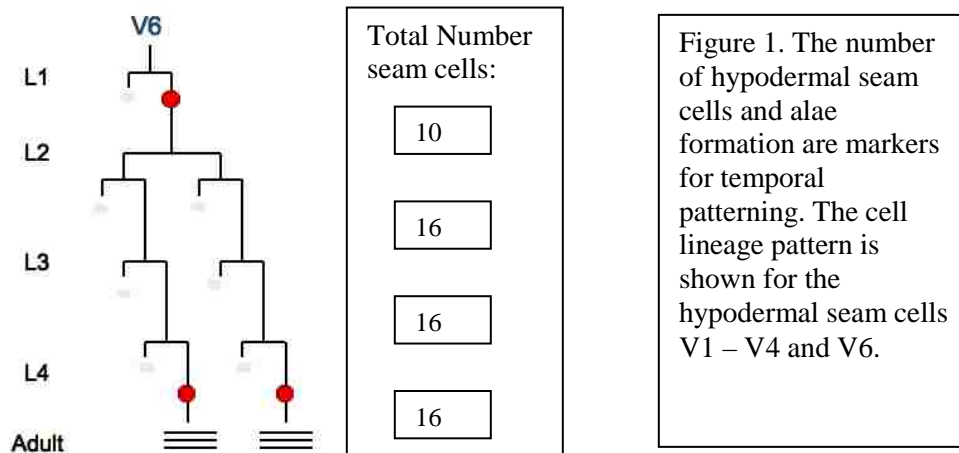 V6
L1
L2
L3
L4
Adult
Total Number
seam cells:
10
16
16
16
Figure 1. The number
of hypodermal seam
cells and alae
formation are markers
for temporal
patterning. The cell
lineage pattern is
shown for the
hypodermal seam cells
V1 – V4 and V6.